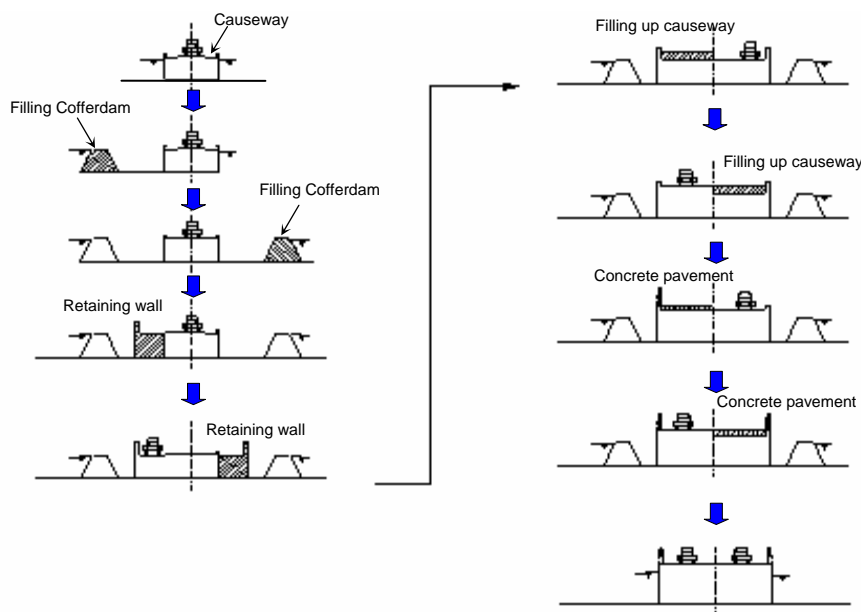 Causeway
Filling Cofferdam
Filling Cofferdam
Retaining wall
Retaining wall
Filling up causeway
Filling up causeway
Concrete pavement
Concrete pavement